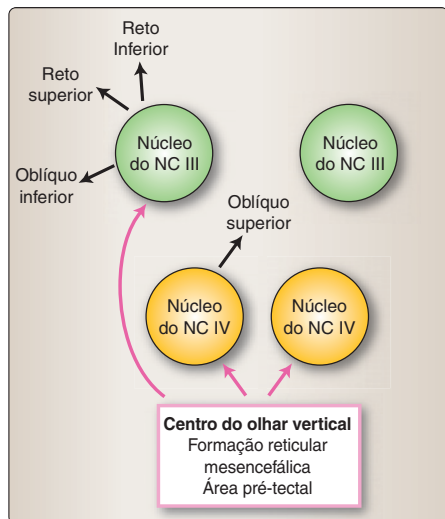 Reto
Inferior
Reto
superior
Núcleo
do NC III
Núcleo
do NC III
Oblíquo
inferior
Oblíquo
superior
Núcleo
do NC IV
Núcleo
do NC IV
Centro do olhar vertical
Formação reticular
mesencefálica
Área pré-tectal